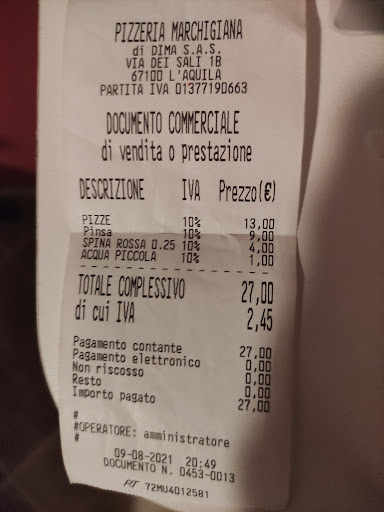 PIZZERIA MARCHIGIANA
di DIMA S.A.S.
VIA DEI SALI 1B
67100 L'AQUILA
PARTITA IVA 01377190663
DOCUMENTO COMMERCIALE
di vendita o prestazione
DESCRIZIONE IVA Prezzo(€)
PIZZE 10% 13,00
Pinsa 10% 9,00
SPINA ROSSA 0.25 10% 4,00
ACQUA PICCOLA 10% 1,00
TOTALE COMPLESSIVO 27,00
di cui IVA 2,45
Pagamento contante 27,00
Pagamento elettronico 0,00
Non riscosso 0,00
Resto 0,00
Importo pagato 27,00
#
#OPERATORE: amministratore
#
09-08-2021 20:49
DOCUMENTO N. 0453-0013
RT 72MU4012581